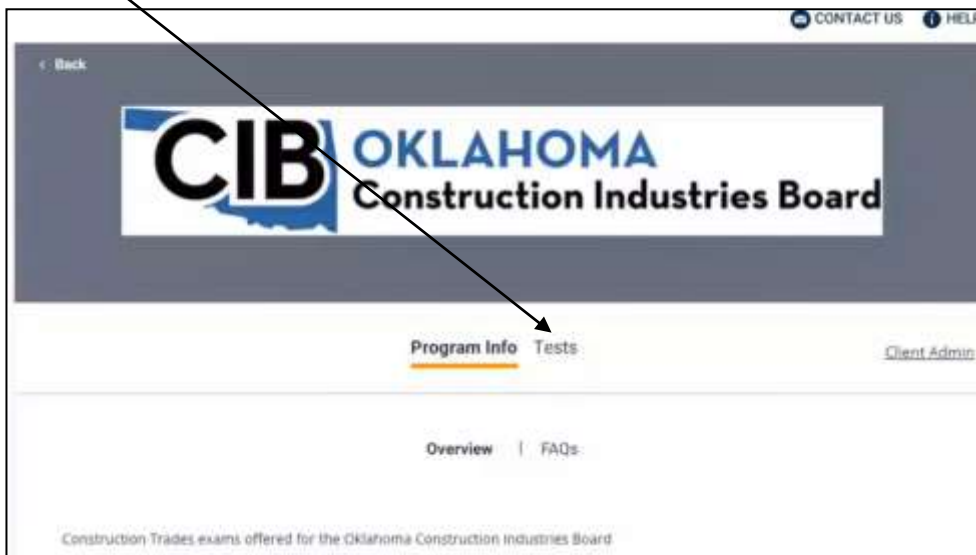 CONTACT US HELP
Back
CIB OKLAHOMA
Construction Industries Board
Program Info Tests Client Admin
Overview | FAQs
Construction Trades exams offered for the Oklahoma Construction Industries Board